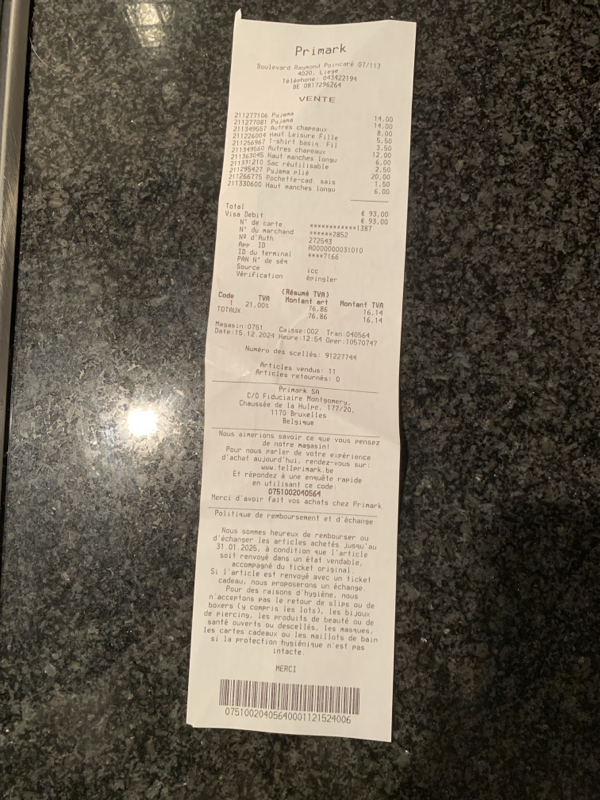 Primark
Boulevard Raymond Poincaré 07/113
4020, Liege
Téléphone: 043422194
BE 0817296264
VENTE
211277106 Pyjama 14,00
211277081 Pyjama 14,00
211349557 Autres chapeaux 8,00
211226004 Haut Leisure Fille 5,50
211256967 T-shirt basiq. Fil 3,50
211349560 Autres chapeaux 12,00
211363045 Haut manches longu 6,00
211331210 Sac réutilisable 2,50
211295427 Pyjama plié 20,00
211266775 Pochette-cad. sais 1,50
211330600 Haut manches longu 6,00
Total € 93,00
Visa Debit € 93,00
N° de carte ************1387
N° du marchand ******2852
Nº d'Auth 272543
App. ID A0000000031010
ID du terminal ****7166
PAN N° de séq
Source icc
Vérification épingler
(Résumé TVA)
Code TVA Montant art Montant TVA
1 21,00% 76,86 16,14
TOTAUX 76,86 16,14
Magasin:0751 Caisse:002 Tran:040564
Date:15.12.2024 Heure:12:54 Oper:10570747
Numéro des scellés: 91227744
Articles vendus: 11
Articles retournés: 0
Primark SA
C/O Fiduciaire Montgomery,
Chaussée de la Hulpe, 177/20,
1170 Bruxelles
Belgique
Nous aimerions savoir ce que vous pensez
de notre magasin!
Pour nous parler de votre expérience
d'achat aujourd'hui, rendez-vous sur:
www.tellprimark.be
Et répondez à une enquête rapide
en utilisant ce code:
0751002040564
Merci d'avoir fait vos achats chez Primark
Politique de remboursement et d'échange
Nous sommes heureux de rembourser ou
d'échanger les articles achetés jusqu'au
31.01.2025, à condition que l'article
soit renvoyé dans un état vendable,
accompagné du ticket original.
Si l'article est renvoyé avec un ticket
cadeau, nous proposerons un échange.
Pour des raisons d'hygiène, nous
n'acceptons pas le retour de slips ou de
boxers (y compris les lots), les bijoux
de piercing, les produits de beauté ou de
santé ouverts ou descellés, les masques,
les cartes cadeaux ou les maillots de bain
si la protection hygiénique n'est pas
intacte.
MERCI
07510020405640001121524006